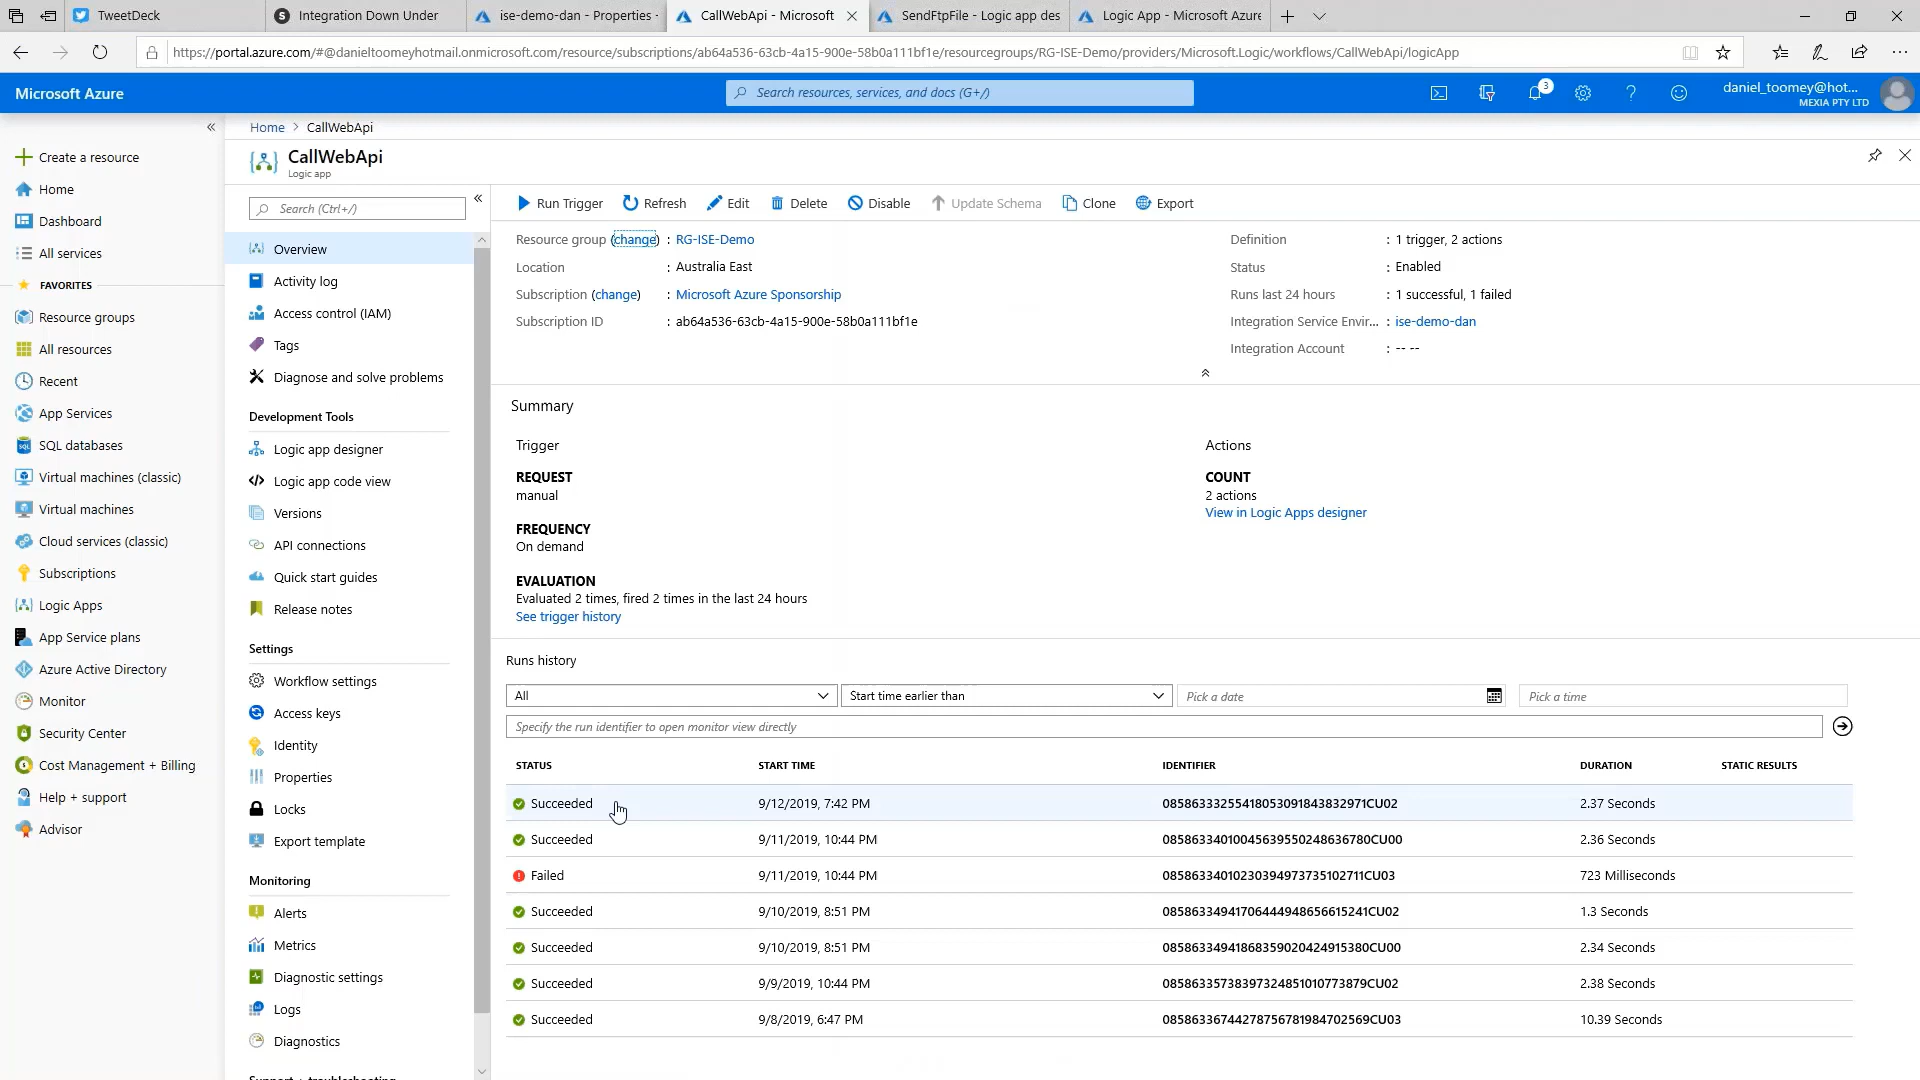 TweetDeck
Integration Down Under
ise-demo-dan - Properties -
CallWebApi - Microsoft
SendFtpFile - Logic app des
Logic App - Microsoft Azure
https://portal.azure.com/#@danieltoomeyhotmail.onmicrosoft.com/resource/subscriptions/ab64a536-63cb-4a15-900e-58b0a111bf1e/resourcegroups/RG-ISE-Demo/providers/Microsoft.Logic/workflows/CallWebApi/logicApp
Microsoft Azure
Search resources, services, and docs (G+/)
3
daniel_toomey@hot...
MEXIA PTY LTD
Home > CallWebApi
CallWebApi
Logic app
Create a resource
Home
Dashboard
All services
FAVORITES
Resource groups
All resources
Recent
App Services
SQL databases
Virtual machines (classic)
Virtual machines
Cloud services (classic)
Subscriptions
Logic Apps
App Service plans
Azure Active Directory
Monitor
Security Center
Cost Management + Billing
Help + support
Advisor
Search (Ctrl+/)
Overview
Activity log
Access control (IAM)
Tags
Diagnose and solve problems
Development Tools
Logic app designer
Logic app code view
Versions
API connections
Quick start guides
Release notes
Settings
Workflow settings
Access keys
Identity
Properties
Locks
Export template
Monitoring
Alerts
Metrics
Diagnostic settings
Logs
Diagnostics
Support + troubleshooting
Run Trigger
Refresh
Edit
Delete
Disable
Update Schema
Clone
Export
Resource group (change) : RG-ISE-Demo
Location : Australia East
Subscription (change) : Microsoft Azure Sponsorship
Subscription ID : ab64a536-63cb-4a15-900e-58b0a111bf1e
Definition : 1 trigger, 2 actions
Status : Enabled
Runs last 24 hours : 1 successful, 1 failed
Integration Service Envir... : ise-demo-dan
Integration Account : -- --
Summary
Trigger
REQUEST
manual
FREQUENCY
On demand
EVALUATION
Evaluated 2 times, fired 2 times in the last 24 hours
See trigger history
Actions
COUNT
2 actions
View in Logic Apps designer
Runs history
All
Start time earlier than
Pick a date
Pick a time
Specify the run identifier to open monitor view directly
STATUS START TIME IDENTIFIER DURATION STATIC RESULTS
Succeeded 9/12/2019, 7:42 PM 08586333255418053091843832971CU02 2.37 Seconds
Succeeded 9/11/2019, 10:44 PM 08586334010045639550248636780CU00 2.36 Seconds
Failed 9/11/2019, 10:44 PM 08586334010230394973735102711CU03 723 Milliseconds
Succeeded 9/10/2019, 8:51 PM 08586334941706444948656615241CU02 1.3 Seconds
Succeeded 9/10/2019, 8:51 PM 08586334941868359020424915380CU00 2.34 Seconds
Succeeded 9/9/2019, 10:44 PM 08586335738397324851010773879CU02 2.38 Seconds
Succeeded 9/8/2019, 6:47 PM 08586336744278756781984702569CU03 10.39 Seconds